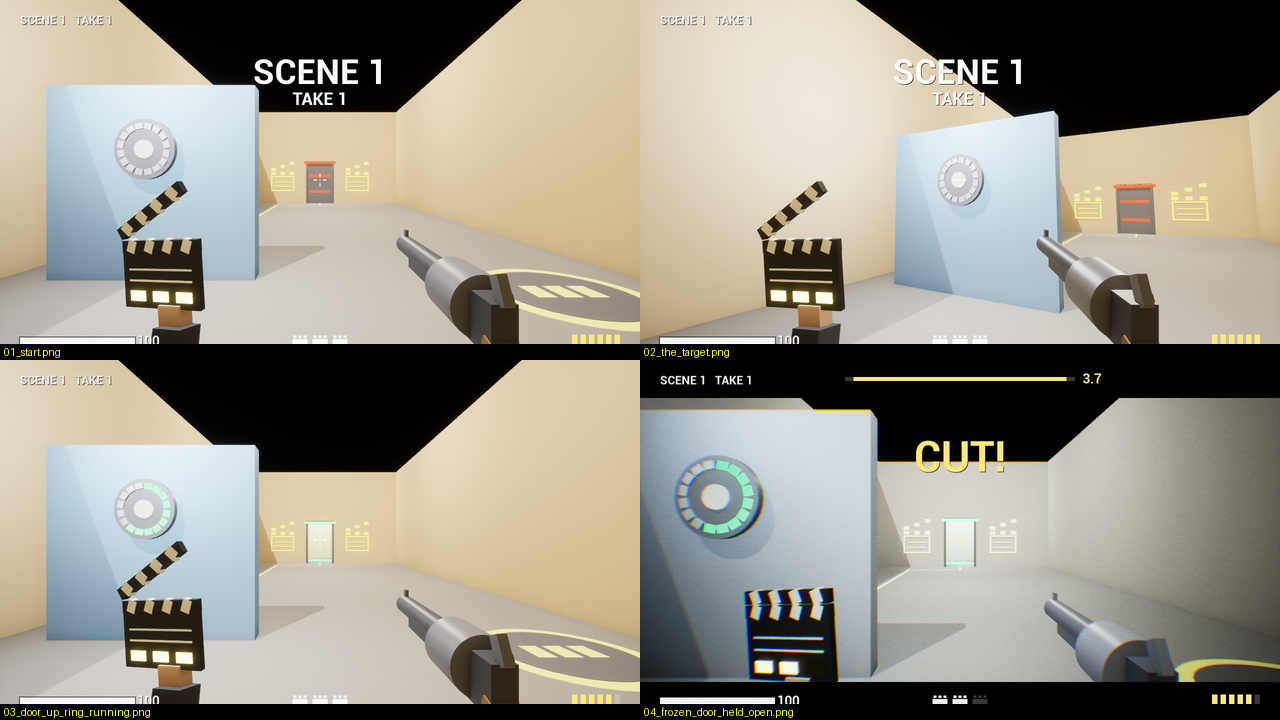 SCENE 1 TAKE 1
SCENE 1
TAKE 1
100
01_start.png
SCENE 1 TAKE 1
SCENE 1
TAKE 1
100
02_the_target.png
SCENE 1 TAKE 1
100
03_door_up_ring_running.png
SCENE 1 TAKE 1
3.7
CUT!
100
04_frozen_door_held_open.png